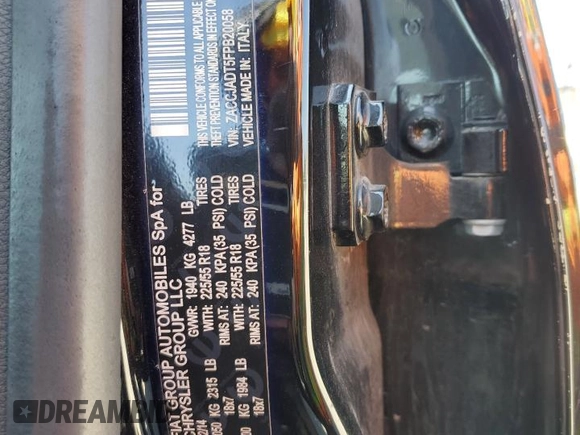 FIAT GROUP AUTOMOBILES SpA for
CHRYSLER GROUP LLC
2/14 GVWR: 1940 KG 4277 LB
KG 2315 LB WITH: 225/55 R18 TIRES
18x7 RIMS AT: 240 KPA (35 PSI) COLD
KG 1984 LB WITH: 225/55 R18 TIRES
18x7 RIMS AT: 240 KPA (35 PSI) COLD
THIS VEHICLE CONFORMS TO ALL APPLICABLE
THEFT PREVENTION STANDARDS IN EFFECT
VIN: ZACCJADT5FPB20058
VEHICLE MADE IN: ITALY
DREAM